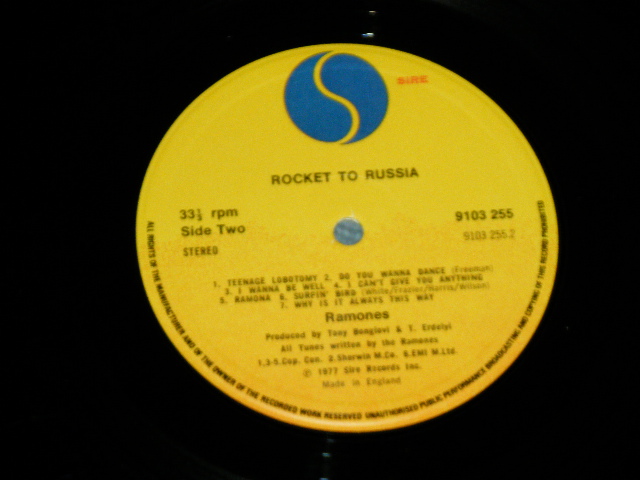 SIRE
ROCKET TO RUSSIA
33⅓ rpm
Side Two
STEREO
9103 255
9103 255.2
1. TEENAGE LOBOTOMY 2. DO YOU WANNA DANCE (Freeman)
3. I WANNA BE WELL 4. I CAN'T GIVE YOU ANYTHING
5. RAMONA 6. SURFIN' BIRD (White/Frazier/Harris/Wilson)
7. WHY IS IT ALWAYS THIS WAY
Ramones
Produced by Tony Bongiovi & T. Erdelyi
All Tunes written by the Ramones
1,3-5.Cop. Con. 2.Sherwin M.Co. 6.EMI M.Ltd.
℗ 1977 Sire Records Inc.
Made in England
ALL RIGHTS OF THE MANUFACTURER AND OF THE OWNER OF THE RECORDED WORK RESERVED UNAUTHORISED PUBLIC PERFORMANCE BROADCASTING AND COPYING OF THIS RECORD PROHIBITED